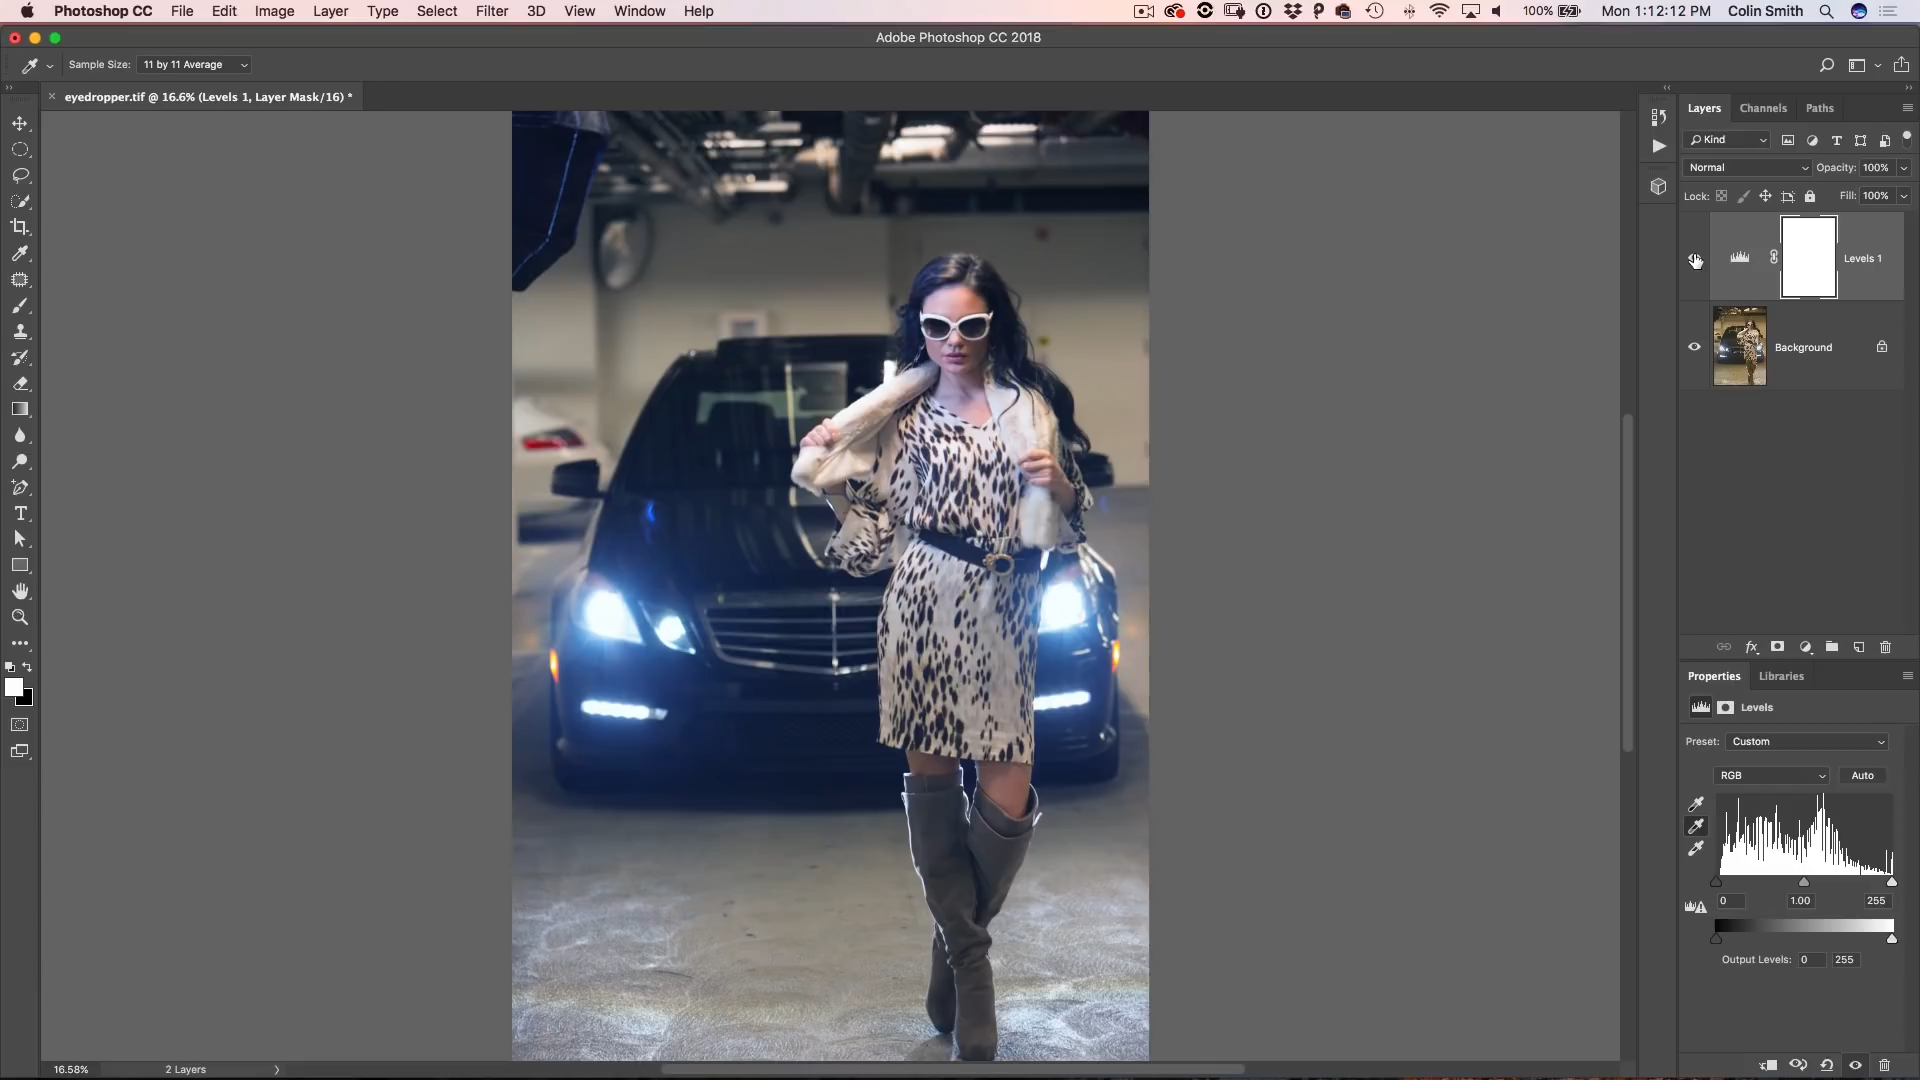 Photoshop CC File Edit Image Layer Type Select Filter 3D View Window Help 100% Mon 1:12:12 PM Colin Smith
Adobe Photoshop CC 2018
Sample Size: 11 by 11 Average
× eyedropper.tif @ 16.6% (Levels 1, Layer Mask/16) *
Layers Channels Paths
Kind
Normal Opacity: 100%
Lock: Fill: 100%
Levels 1
Background
fx
Properties Libraries
Levels
Preset: Custom
RGB Auto
0 1.00 255
Output Levels: 0 255
16.58% 2 Layers